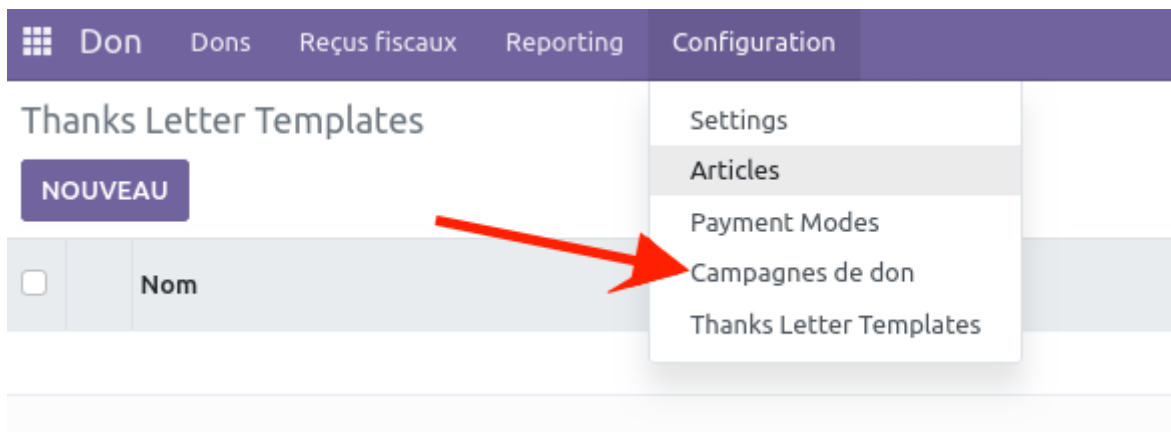 Don Dons Reçus fiscaux Reporting Configuration
Thanks Letter Templates
NOUVEAU
Nom
Settings
Articles
Payment Modes
Campagnes de don
Thanks Letter Templates